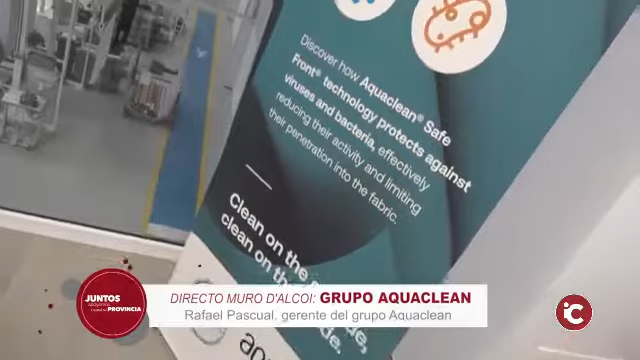 Discover how Aquaclean® Safe
Front® technology protects against
viruses and bacteria, effectively
reducing their activity and limiting
their penetration into the fabric.
Clean on the
clean on the
JUNTOS
apoyamos
PROVINCIA
DIRECTO MURO D'ALCOI: GRUPO AQUACLEAN
Rafael Pascual, gerente del grupo Aquaclean
iC